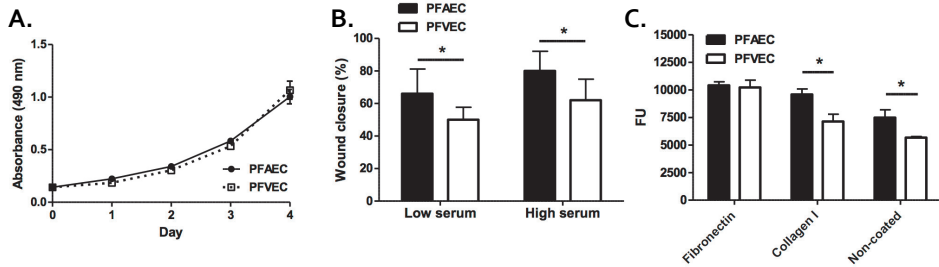 A.
Absorbance (490 nm)
1.5
1.0
0.5
0.0
0 1 2 3 4
Day
PFAEC
PFVEC
B.
PFAEC
PFVEC
Wound closure (%)
100
80
60
40
20
0
*
*
Low serum High serum
C.
PFAEC
PFVEC
FU
15000
12500
10000
7500
5000
2500
0
*
*
Fibronectin
Collagen I
Non-coated